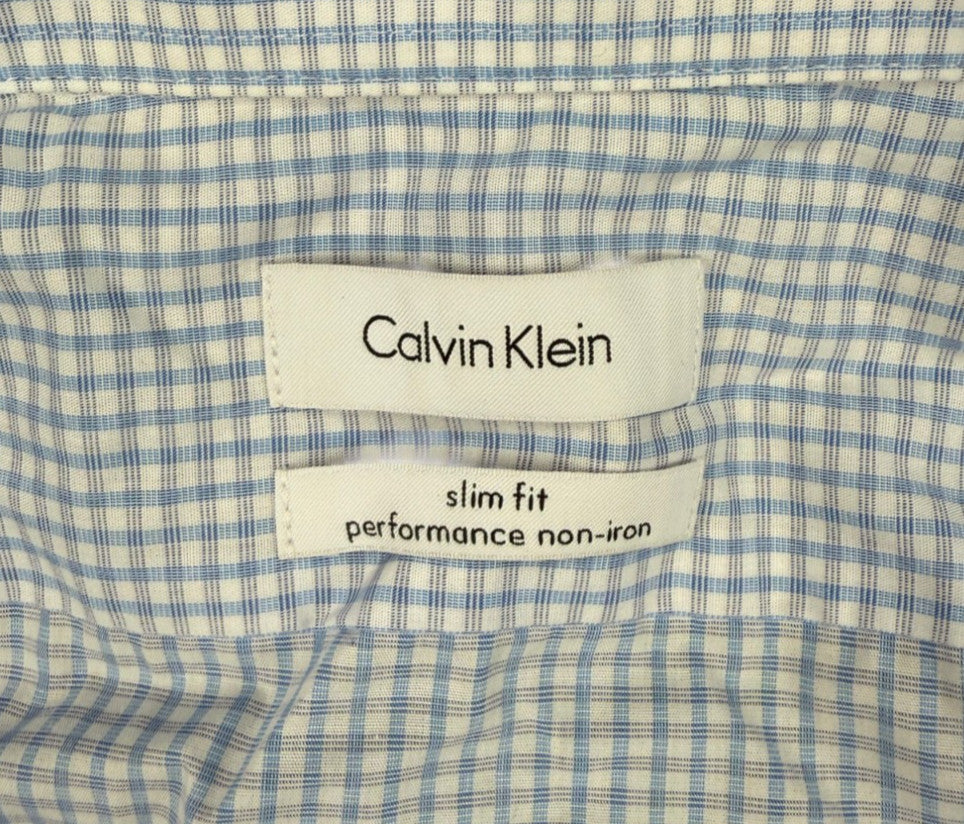 Calvin Klein
slim fit
performance non-iron